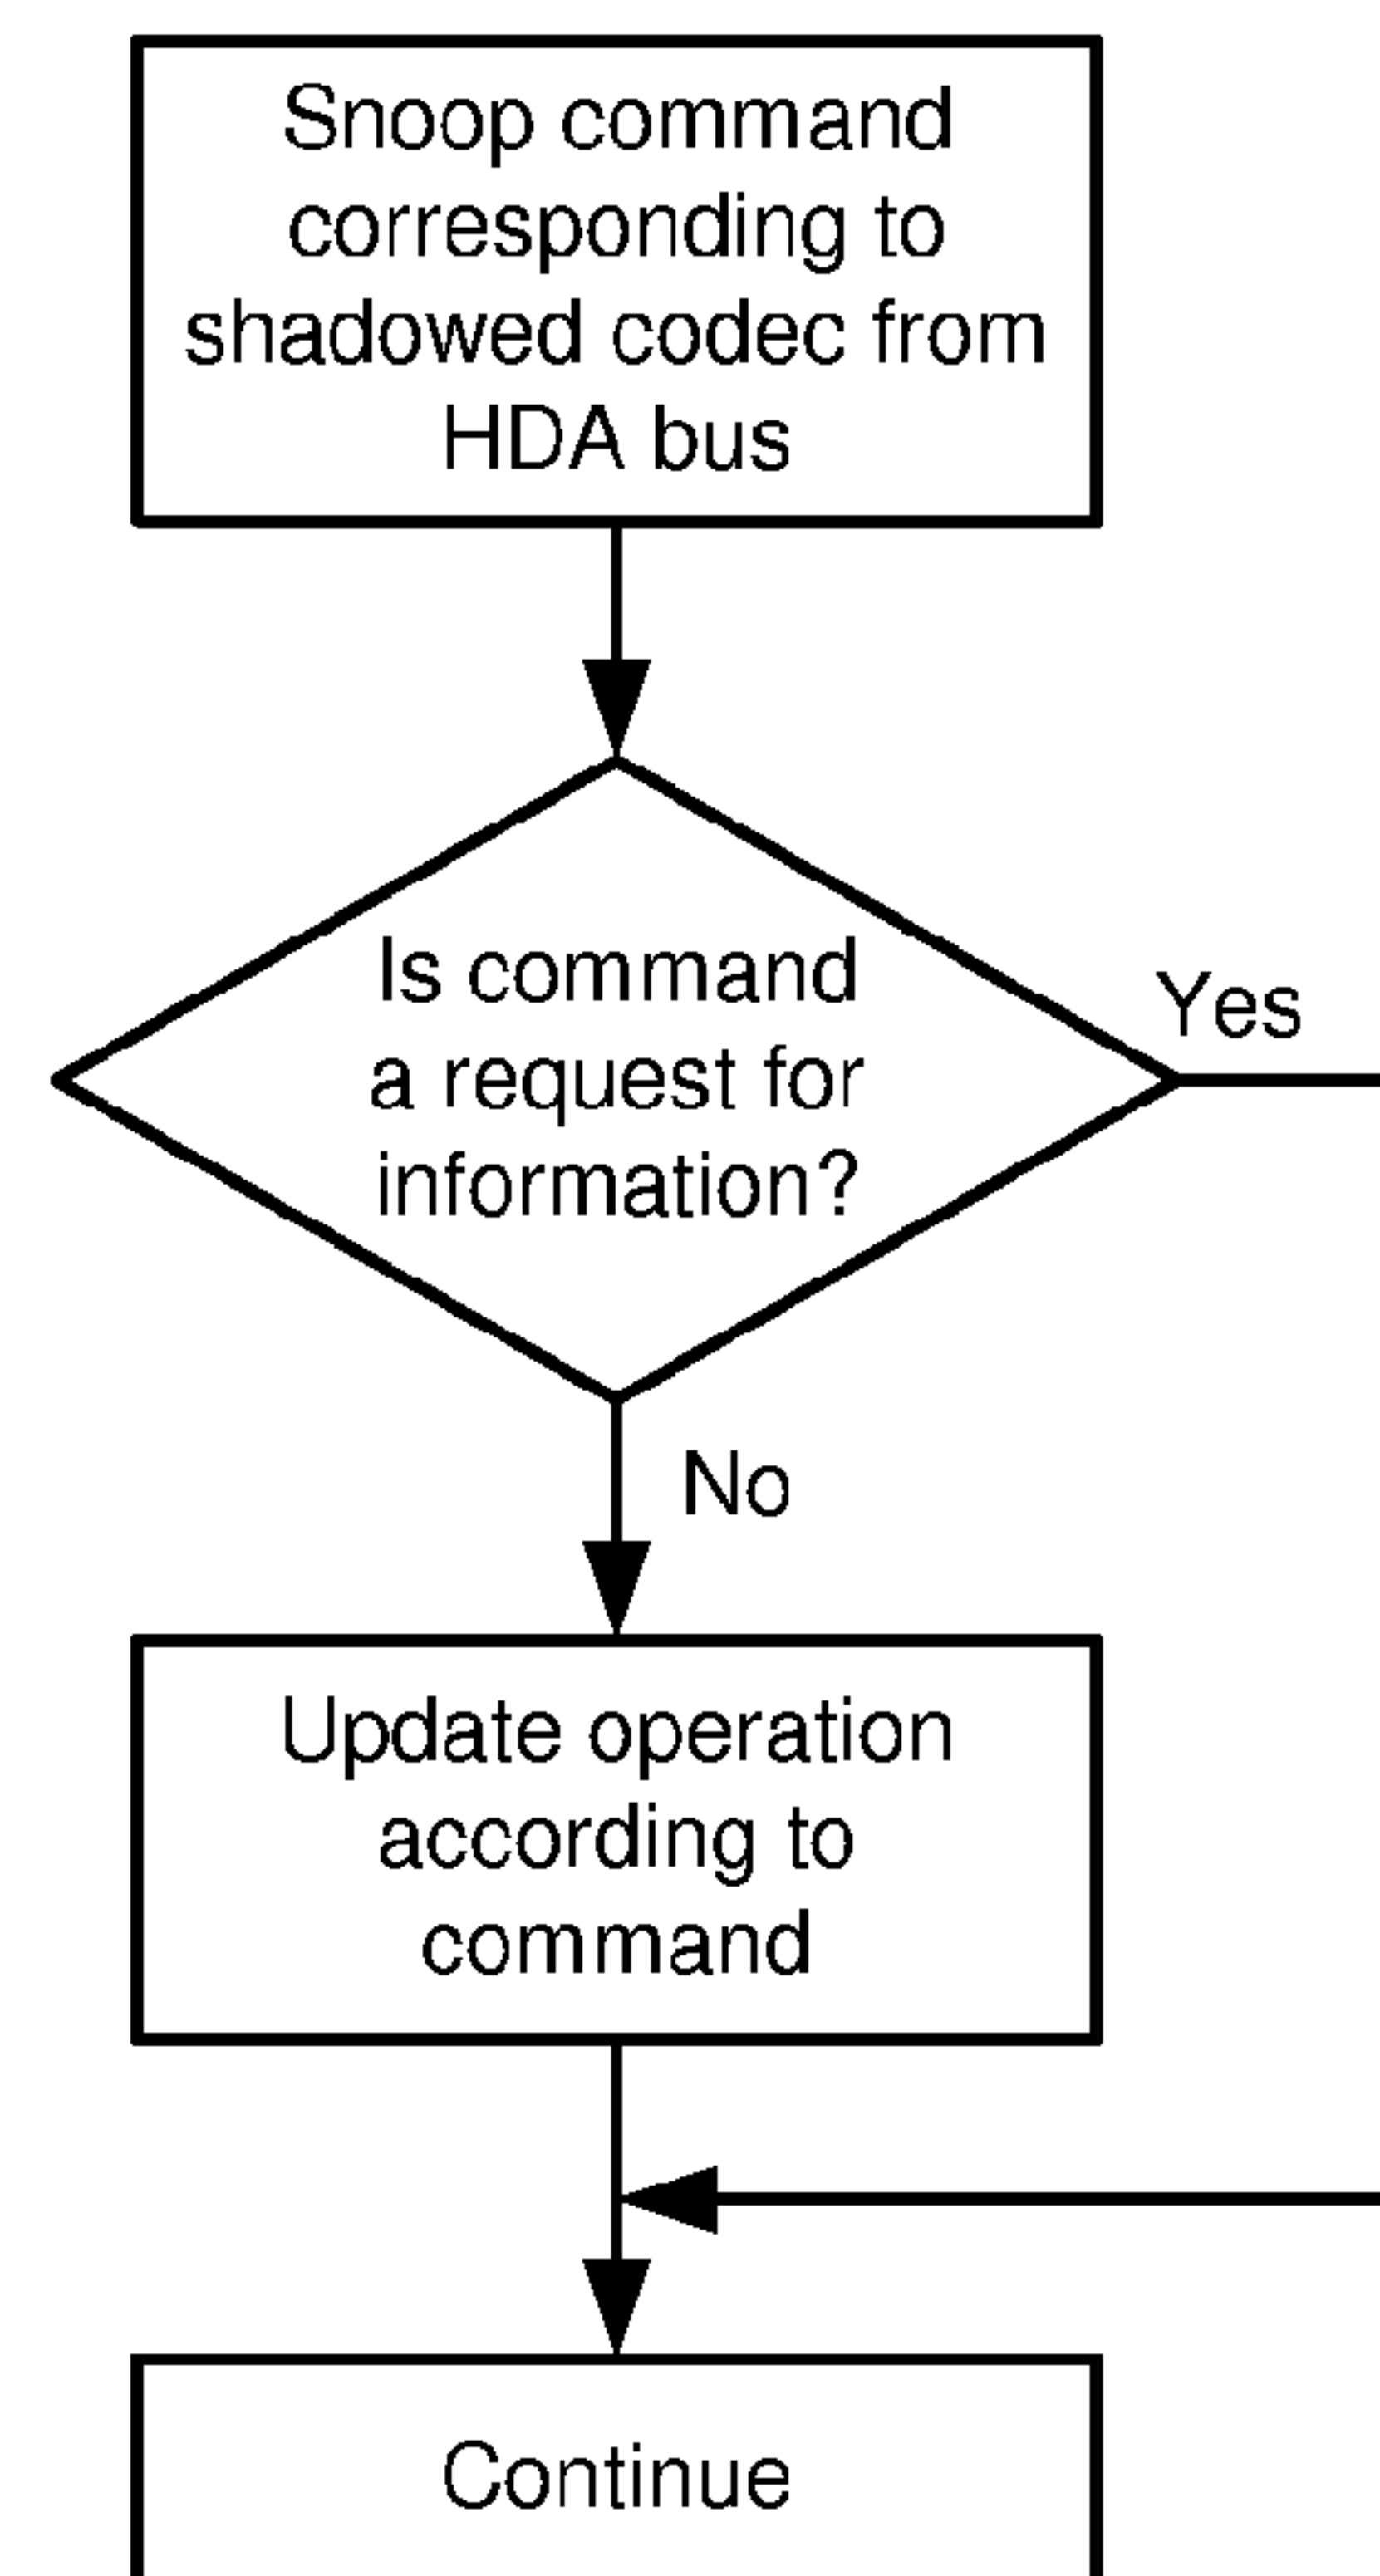 Snoop command
corresponding to
shadowed codec from
HDA bus
Is command
a request for
information?
Yes
No
Update operation
according to
command
Continue